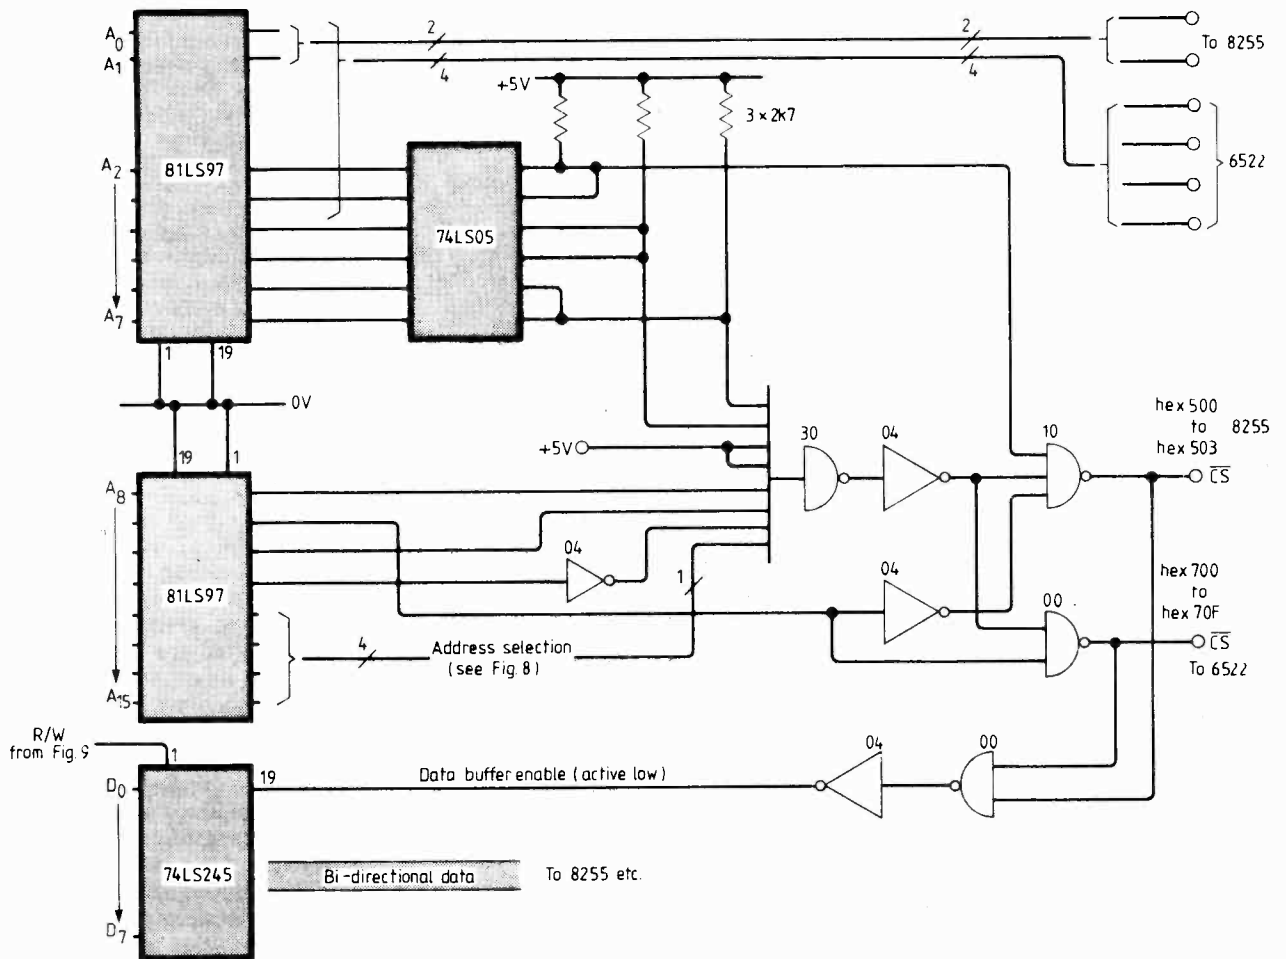 A0
A1
2
2
To 8255
4
4
+5V
3 × 2k7
A2
81LS97
6522
74LS05
A7
1
19
0V
19
1
hex 500
to 8255
hex 503
30
04
10
+5V
CS
A8
04
1
04
hex 700
to
hex 70F
81LS97
00
4
Address selection
(see Fig. 8)
CS
To 6522
A15
R/W
from Fig. 9
1
04
00
19
Data buffer enable (active low)
D0
74LS245
Bi-directional data
To 8255 etc.
D7